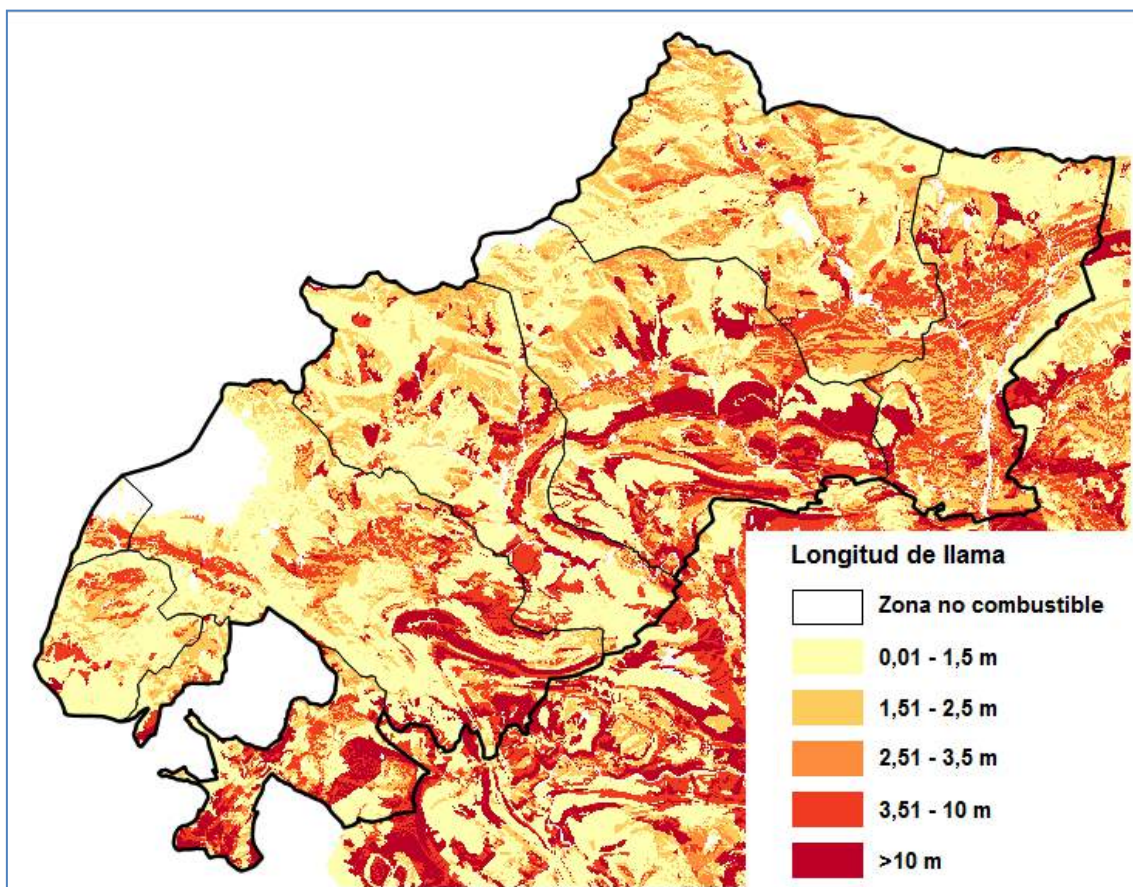 Longitud de llama
Zona no combustible
0,01 - 1,5 m
1,51 - 2,5 m
2,51 - 3,5 m
3,51 - 10 m
>10 m